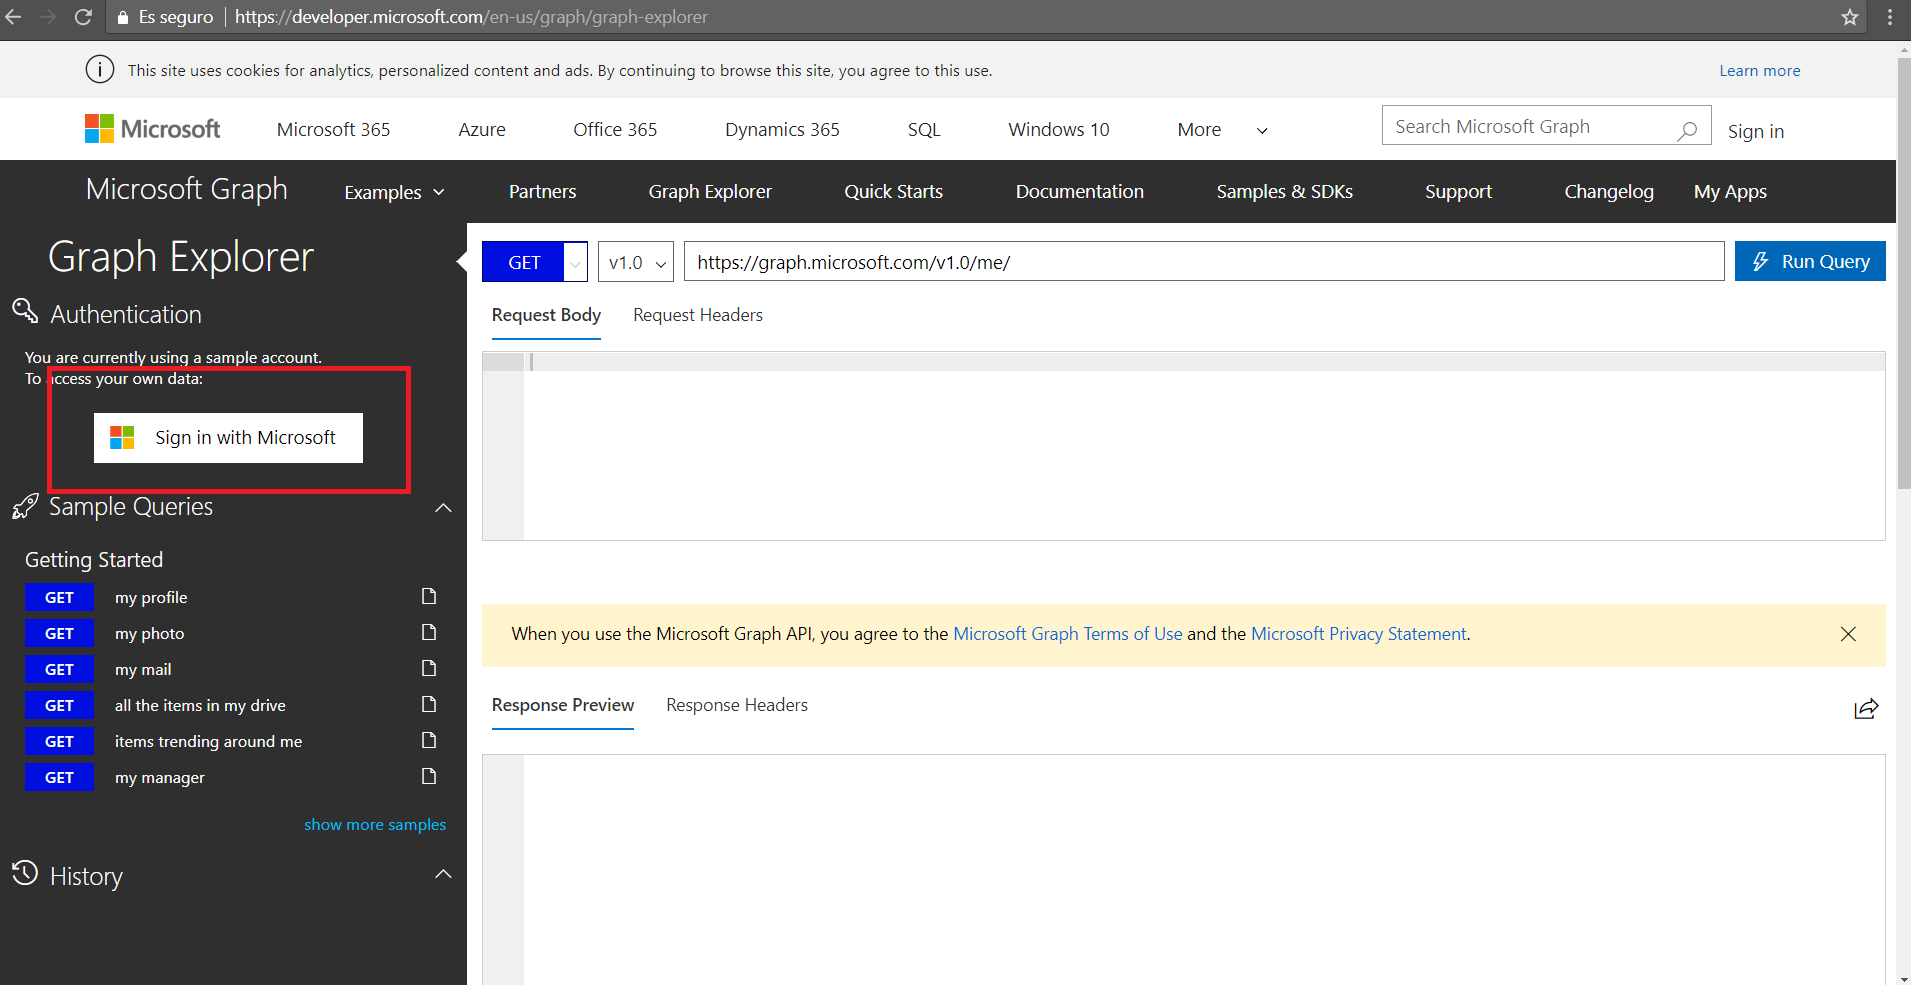 Es seguro https://developer.microsoft.com/en-us/graph/graph-explorer
This site uses cookies for analytics, personalized content and ads. By continuing to browse this site, you agree to this use. Learn more
Microsoft Microsoft 365 Azure Office 365 Dynamics 365 SQL Windows 10 More Search Microsoft Graph Sign in
Microsoft Graph Examples Partners Graph Explorer Quick Starts Documentation Samples & SDKs Support Changelog My Apps
Graph Explorer
Authentication
You are currently using a sample account.
To access your own data:
Sign in with Microsoft
Sample Queries
Getting Started
GET my profile
GET my photo
GET my mail
GET all the items in my drive
GET items trending around me
GET my manager
show more samples
History
GET v1.0 https://graph.microsoft.com/v1.0/me/ Run Query
Request Body Request Headers
When you use the Microsoft Graph API, you agree to the Microsoft Graph Terms of Use and the Microsoft Privacy Statement.
Response Preview Response Headers